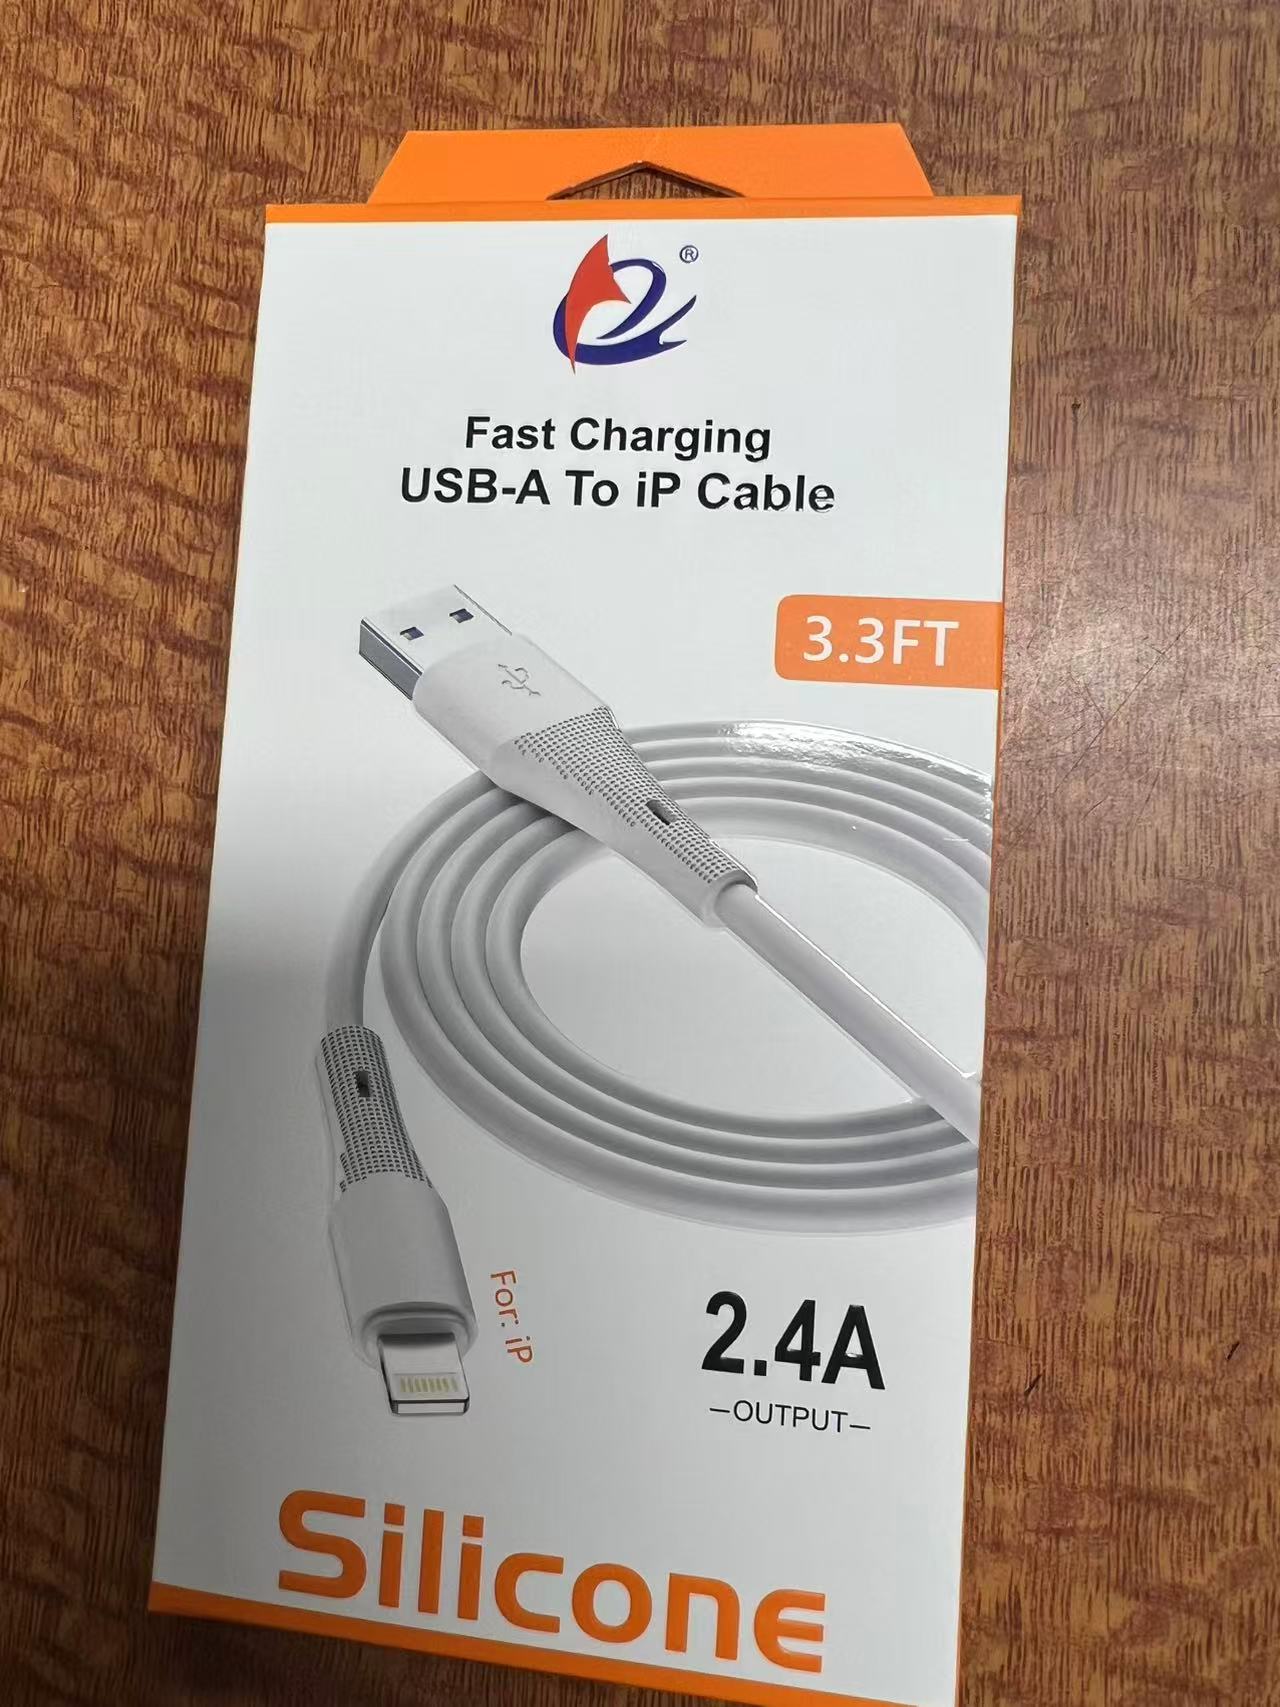 ®
Fast Charging
USB-A To iP Cable
3.3FT
For: iP
2.4A
–OUTPUT–
Silicone